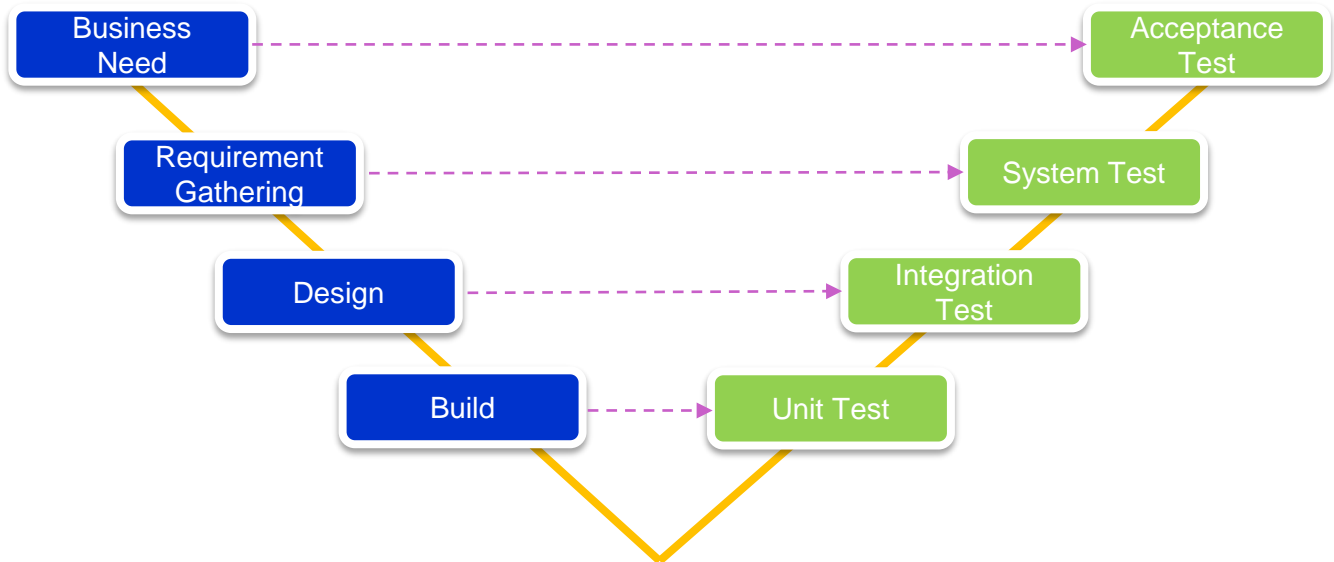 Business
Need
Acceptance
Test
Requirement
Gathering
System Test
Design
Integration
Test
Build
Unit Test